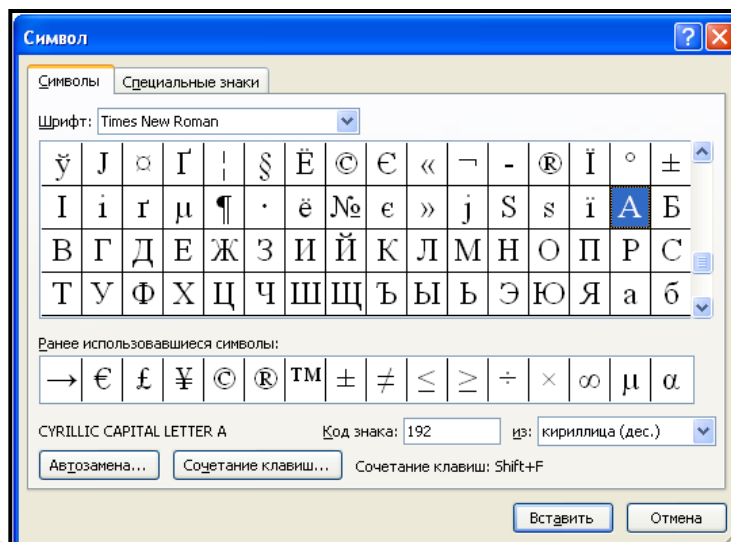 Символ
Символы Специальные знаки
Шрифт: Times New Roman
ў Ј ¤ Ґ ¦ § Ё © Є « ¬ - ® Ї ° ±
І і ґ µ ¶ · ё № є » ј Ѕ ѕ ї А Б
В Г Д Е Ж З И Й К Л М Н О П Р С
Т У Ф Х Ц Ч Ш Щ Ъ Ы Ь Э Ю Я а б
Ранее использовавшиеся символы:
→ € £ ¥ © ® ™ ± ≠ ≤ ≥ ÷ × ∞ µ α
CYRILLIC CAPITAL LETTER A Код знака: 192 из: кириллица (дес.)
Автозамена... Сочетание клавиш... Сочетание клавиш: Shift+F
Вставить Отмена